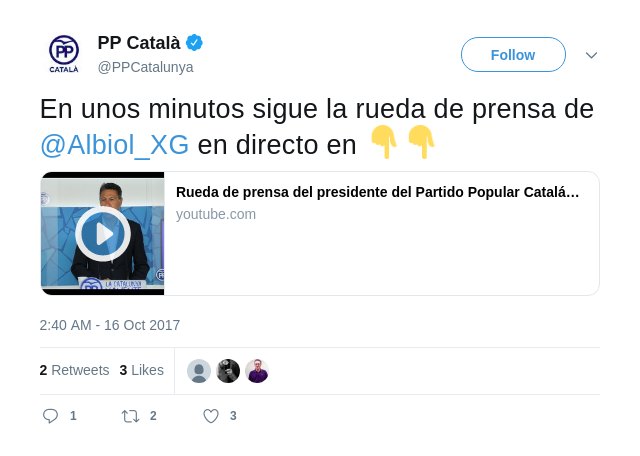 PP Català
@PPCatalunya
Follow
PP
CATALÀ
En unos minutos sigue la rueda de prensa de
@Albiol_XG en directo en 👇👇
Rueda de prensa del presidente del Partido Popular Catalá…
youtube.com
2:40 AM - 16 Oct 2017
2 Retweets 3 Likes
1 2 3